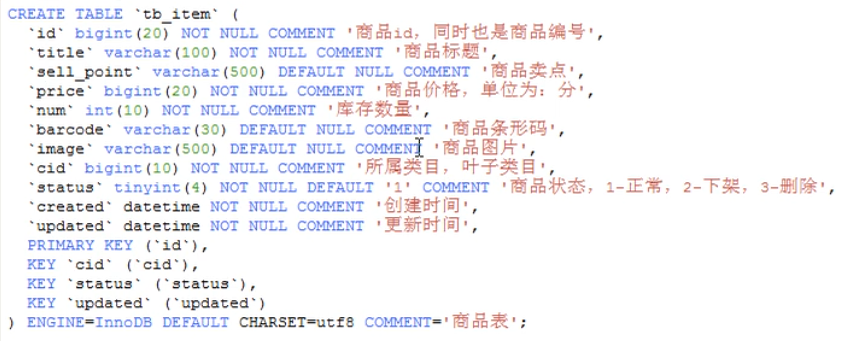 CREATE TABLE `tb_item` (
`id` bigint(20) NOT NULL COMMENT '商品id，同时也是商品编号',
`title` varchar(100) NOT NULL COMMENT '商品标题',
`sell_point` varchar(500) DEFAULT NULL COMMENT '商品卖点',
`price` bigint(20) NOT NULL COMMENT '商品价格，单位为：分',
`num` int(10) NOT NULL COMMENT '库存数量',
`barcode` varchar(30) DEFAULT NULL COMMENT '商品条形码',
`image` varchar(500) DEFAULT NULL COMMENT '商品图片',
`cid` bigint(10) NOT NULL COMMENT '所属类目，叶子类目',
`status` tinyint(4) NOT NULL DEFAULT '1' COMMENT '商品状态，1-正常，2-下架，3-删除',
`created` datetime NOT NULL COMMENT '创建时间',
`updated` datetime NOT NULL COMMENT '更新时间',
PRIMARY KEY (`id`),
KEY `cid` (`cid`),
KEY `status` (`status`),
KEY `updated` (`updated`)
) ENGINE=InnoDB DEFAULT CHARSET=utf8 COMMENT='商品表';